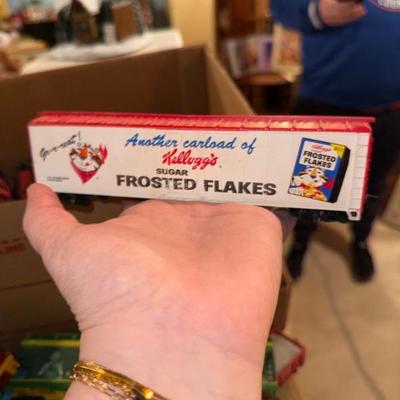 Gr-r-reat!
Another carload of
Kellogg's
SUGAR
FROSTED FLAKES
Kellogg's
FROSTED
FLAKES